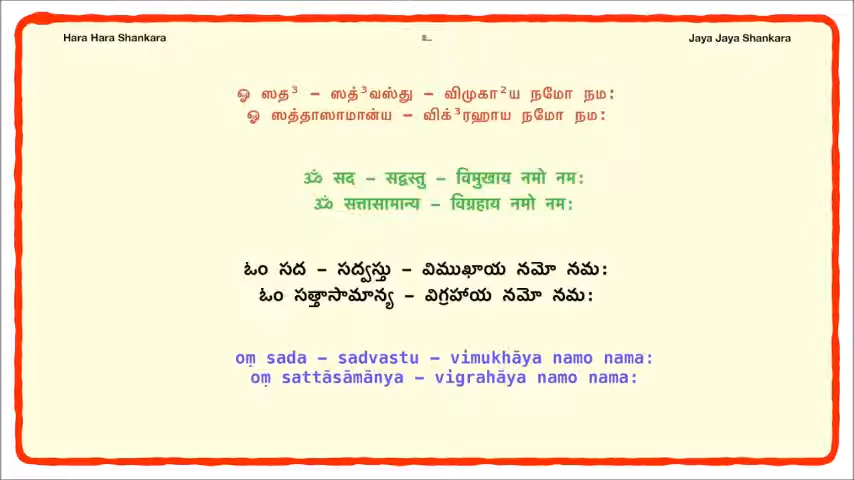 Hara Hara Shankara
Jaya Jaya Shankara
ஓ ஸத³ – ஸத்³வஸ்து – விமுகா²ய நமோ நம:
ஓ ஸத்தாஸாமான்ய – விக்³ரஹாய நமோ நம:
ॐ सद – सद्वस्तु – विमुखाय नमो नम:
ॐ सत्तासामान्य – विग्रहाय नमो नम:
ఓం సద – సద్వస్తు – విముఖాయ నమో నమ:
ఓం సత్తాసామాన్య – విగ్రహాయ నమో నమ:
oṃ sada – sadvastu – vimukhāya namo nama:
oṃ sattāsāmānya – vigrahāya namo nama: